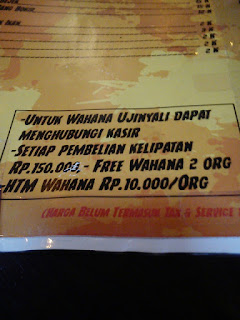 -Untuk Wahana Ujinyali dapat
menghubungi kasir
-Setiap pembelian kelipatan
Rp.150.000,- Free Wahana 2 org
-HTM Wahana Rp.10.000/Org
(Harga Belum Termasuk Tax & Service